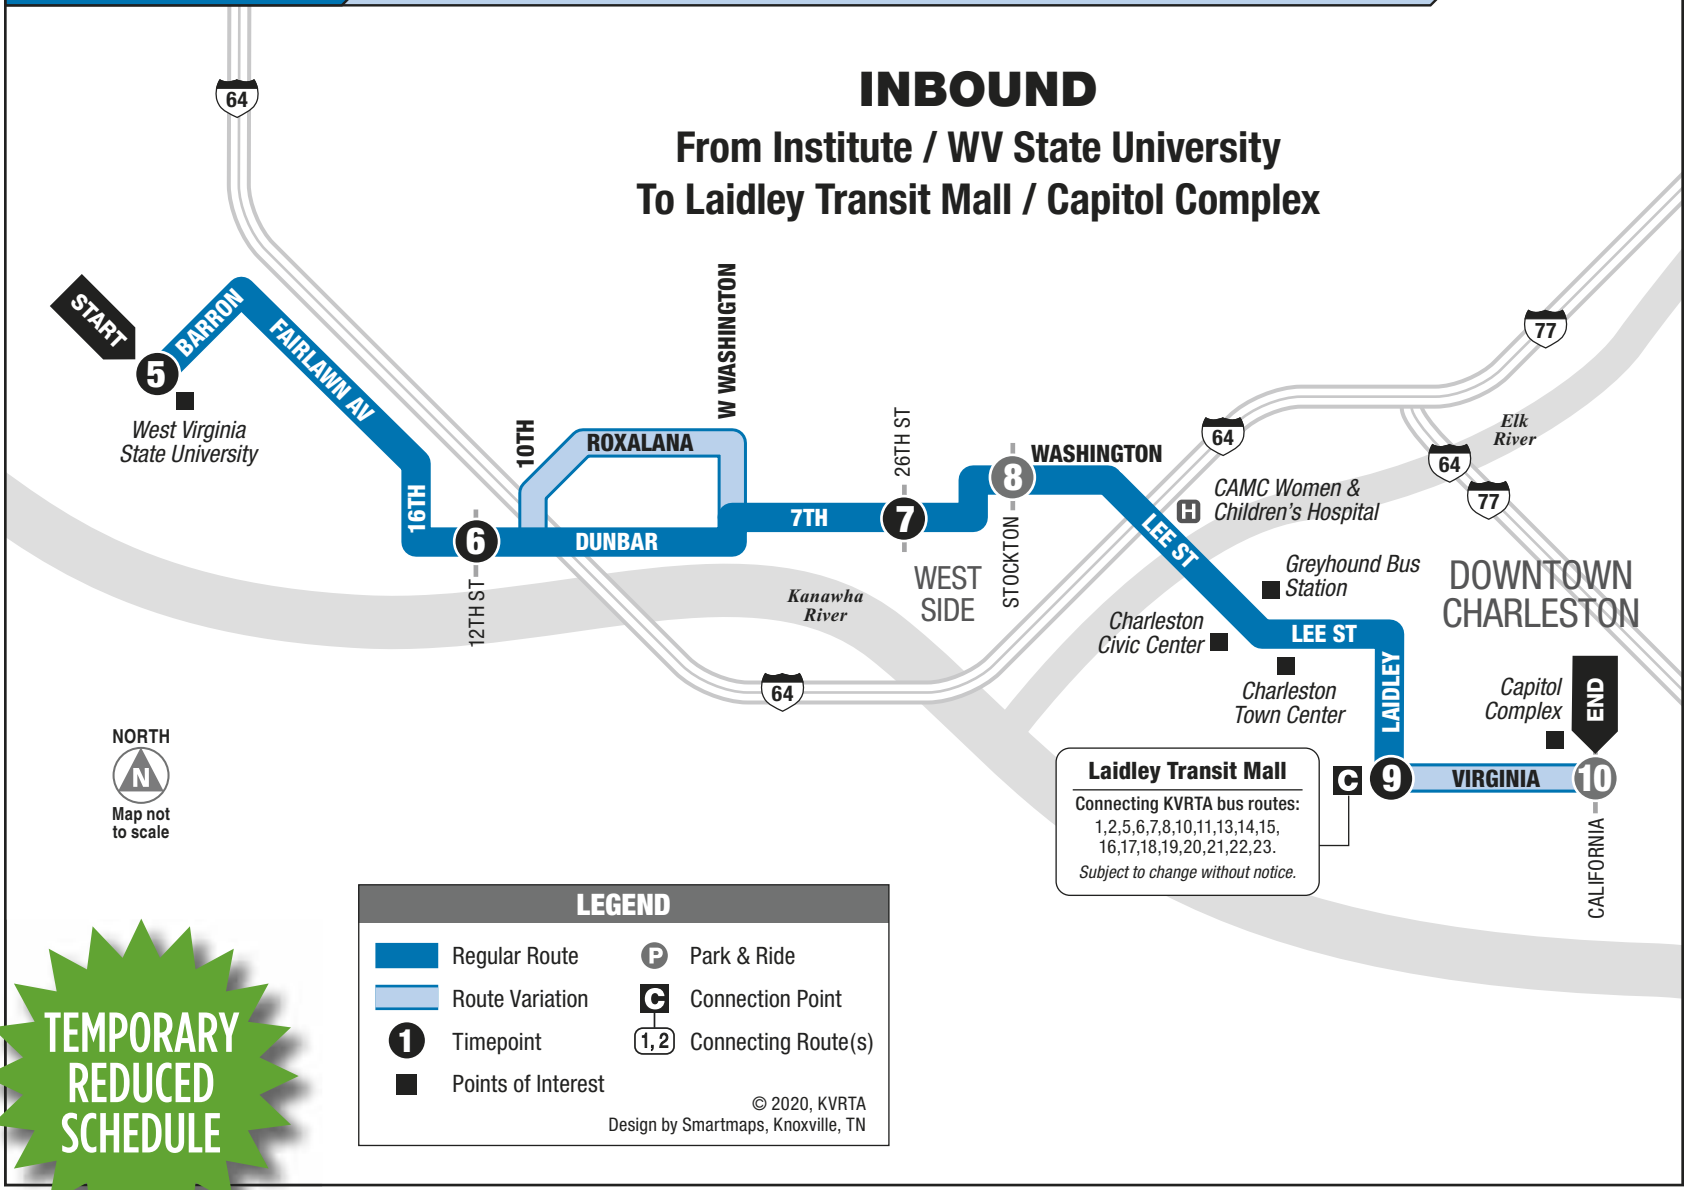 INBOUND
From Institute / WV State University
To Laidley Transit Mall / Capitol Complex
64
START
5
BARRON
FAIRLAWN AV
West Virginia
State University
16TH
6
12TH ST
10TH
ROXALANA
W WASHINGTON
DUNBAR
7TH
26TH ST
7
WEST
SIDE
Kanawha
River
64
STOCKTON
8
WASHINGTON
64
77
Elk
River
64
77
H
CAMC Women &
Children's Hospital
LEE ST
Greyhound Bus
Station
DOWNTOWN
CHARLESTON
Charleston
Civic Center
LEE ST
Charleston
Town Center
LAIDLEY
Capitol
Complex
END
9
VIRGINIA
10
CALIFORNIA
C
Laidley Transit Mall
Connecting KVRTA bus routes:
1,2,5,6,7,8,10,11,13,14,15,
16,17,18,19,20,21,22,23.
Subject to change without notice.
NORTH
N
Map not
to scale
LEGEND
Regular Route
P Park & Ride
Route Variation
C Connection Point
1 Timepoint
1, 2 Connecting Route(s)
Points of Interest
© 2020, KVRTA
Design by Smartmaps, Knoxville, TN
TEMPORARY
REDUCED
SCHEDULE